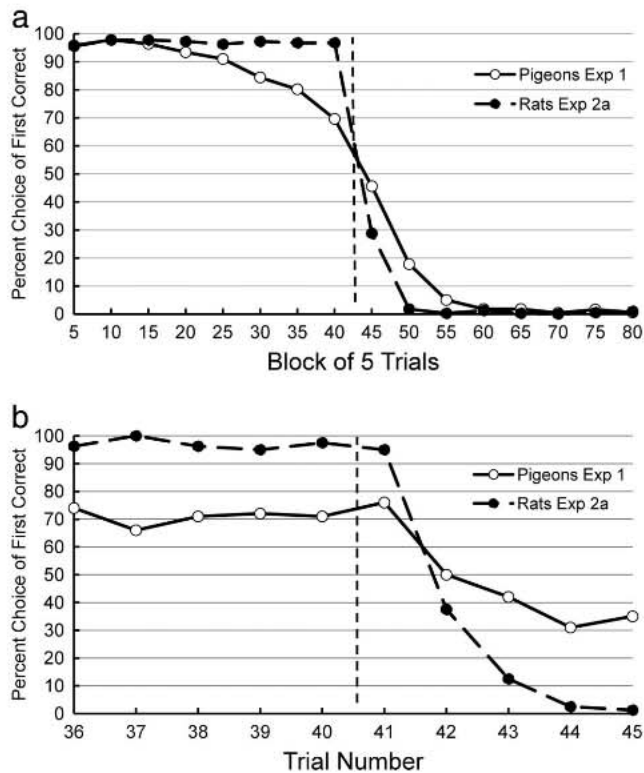 a
100
90
80
70
60
50
40
30
20
10
0
Percent Choice of First Correct
Pigeons Exp 1
Rats Exp 2a
5 10 15 20 25 30 35 40 45 50 55 60 65 70 75 80
Block of 5 Trials
b
100
90
80
70
60
50
40
30
20
10
0
Percent Choice of First Correct
Pigeons Exp 1
Rats Exp 2a
36 37 38 39 40 41 42 43 44 45
Trial Number